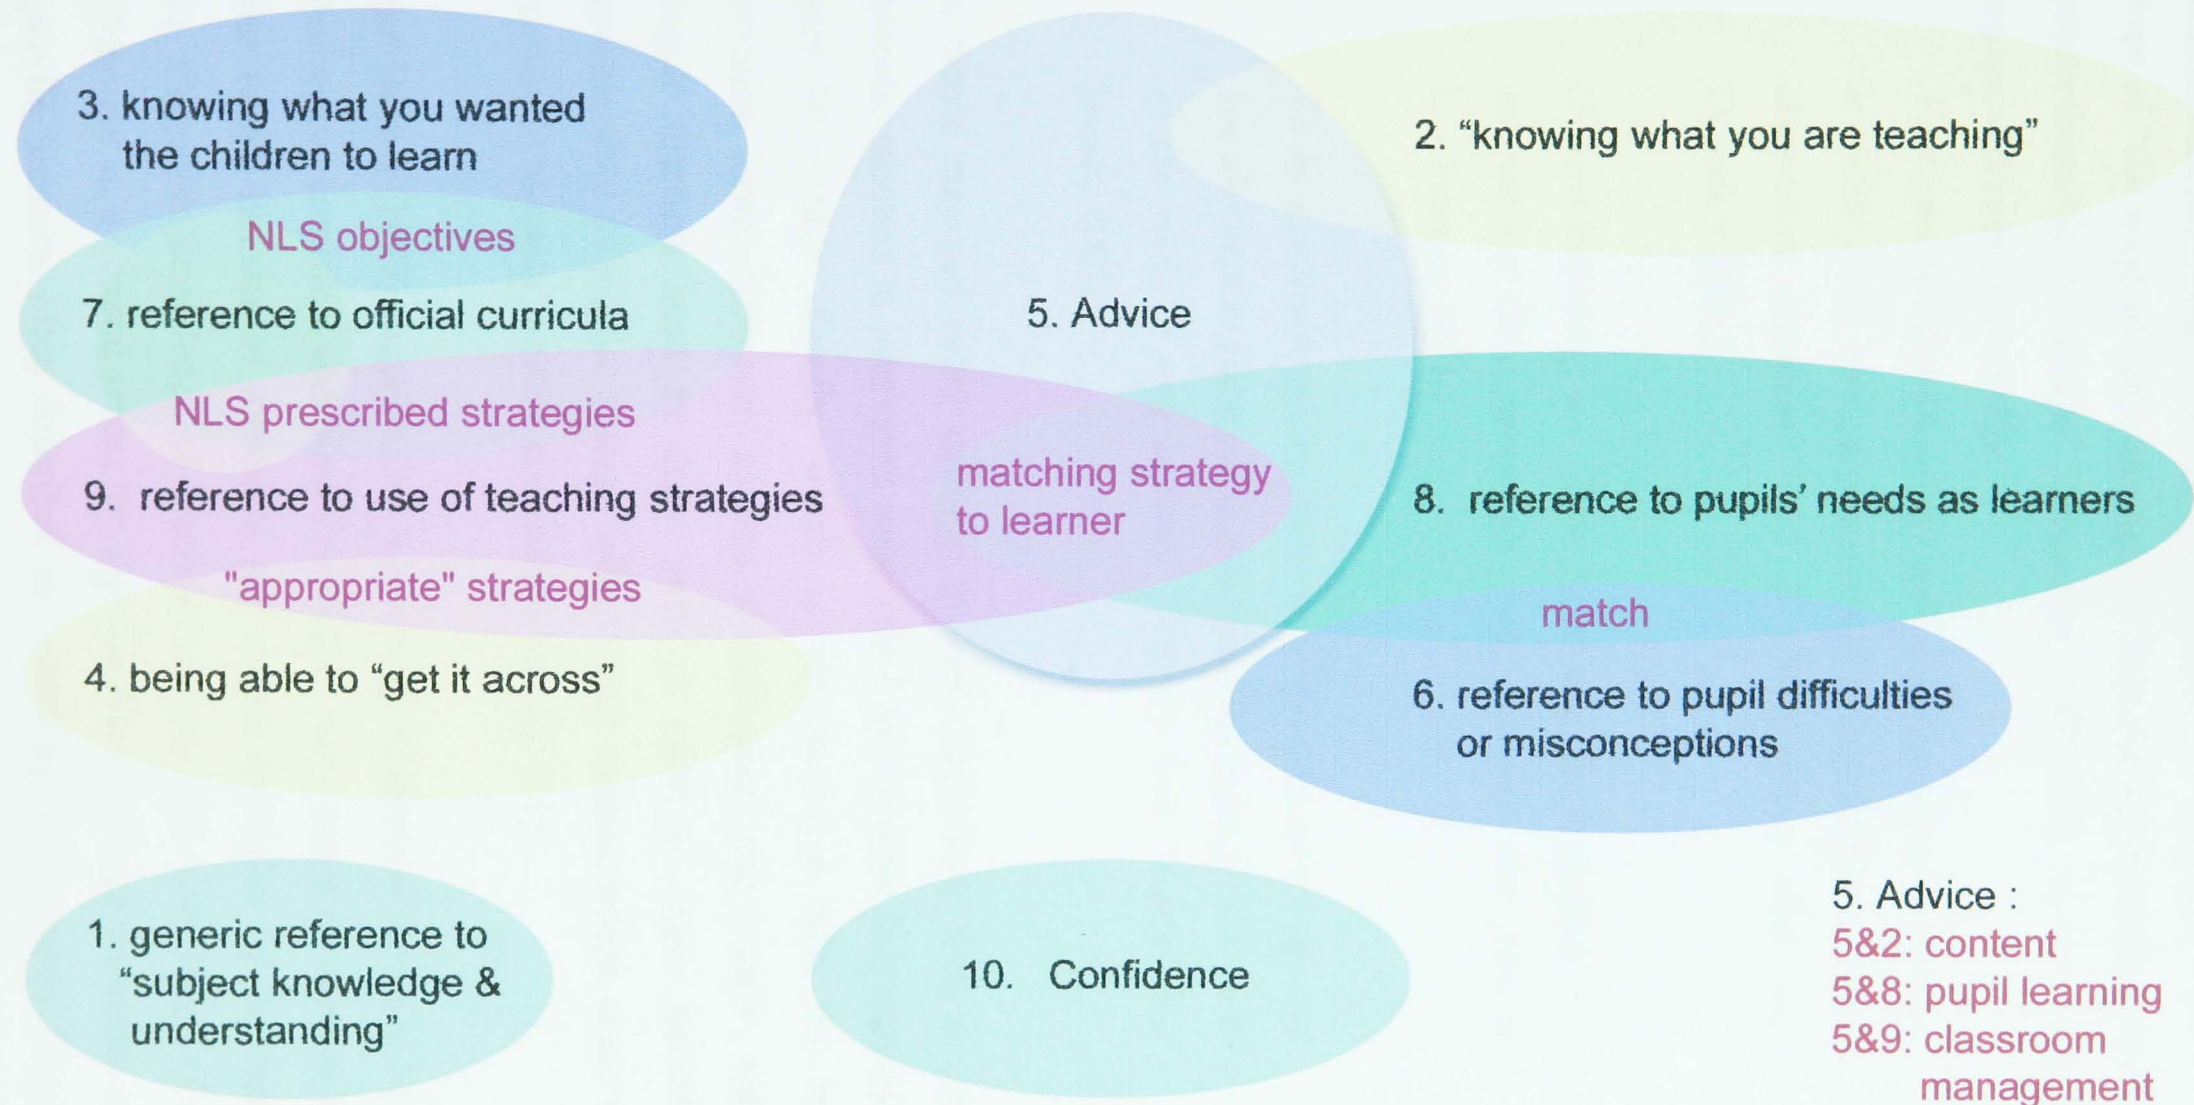 3. knowing what you wanted
the children to learn
NLS objectives
7. reference to official curricula
NLS prescribed strategies
9. reference to use of teaching strategies
"appropriate" strategies
4. being able to “get it across”
1. generic reference to
“subject knowledge &
understanding”
5. Advice
matching strategy
to learner
10. Confidence
2. “knowing what you are teaching”
8. reference to pupils’ needs as learners
match
6. reference to pupil difficulties
or misconceptions
5. Advice :
5&2: content
5&8: pupil learning
5&9: classroom
management